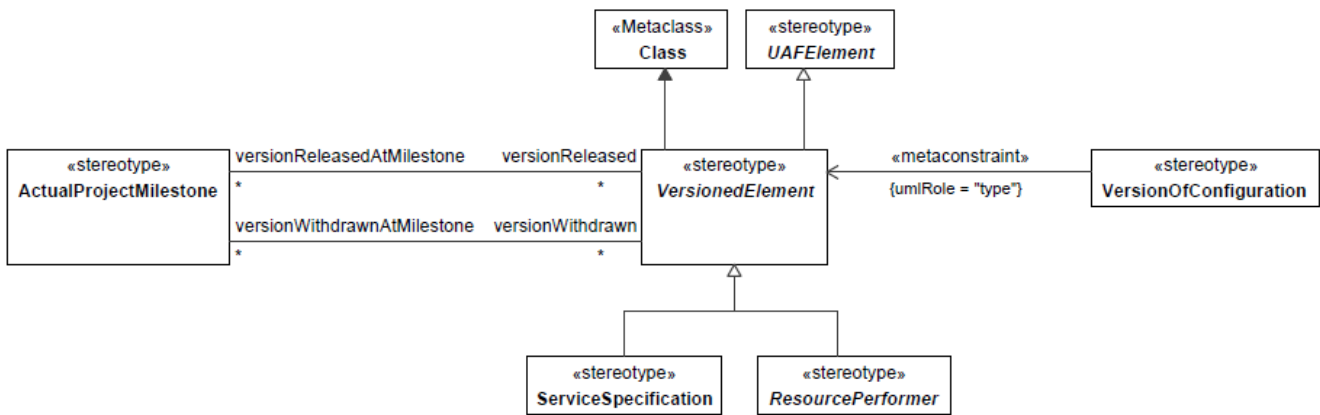 «Metaclass»
Class
«stereotype»
UAFElement
«stereotype»
ActualProjectMilestone
versionReleasedAtMilestone
versionReleased
*
*
versionWithdrawnAtMilestone
versionWithdrawn
*
*
«stereotype»
VersionedElement
«metaconstraint»
{umlRole = "type"}
«stereotype»
VersionOfConfiguration
«stereotype»
ServiceSpecification
«stereotype»
ResourcePerformer